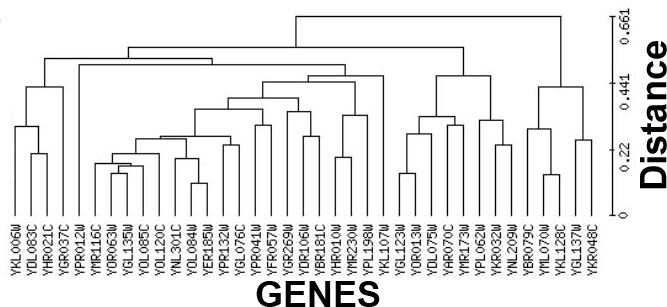 0.661
0.441
0.22
0
Distance
YKL006W
YDL083C
YHR021C
YGR037C
YPR012W
YMR116C
YOR063W
YGL135W
YOL085C
YOL120C
YNL301C
YOL084W
YER185W
YPR132W
YGL076C
YPR041W
YFR057W
YGR269W
YDR106W
YBR181C
YHR010W
YMR230W
YPL198W
YKL107W
YGL123W
YOR013W
YDL075W
YAR070C
YMR173W
YPL062W
YKR032W
YNL209W
YBR079C
YML070W
YKL128C
YGL137W
YKR048C
GENES